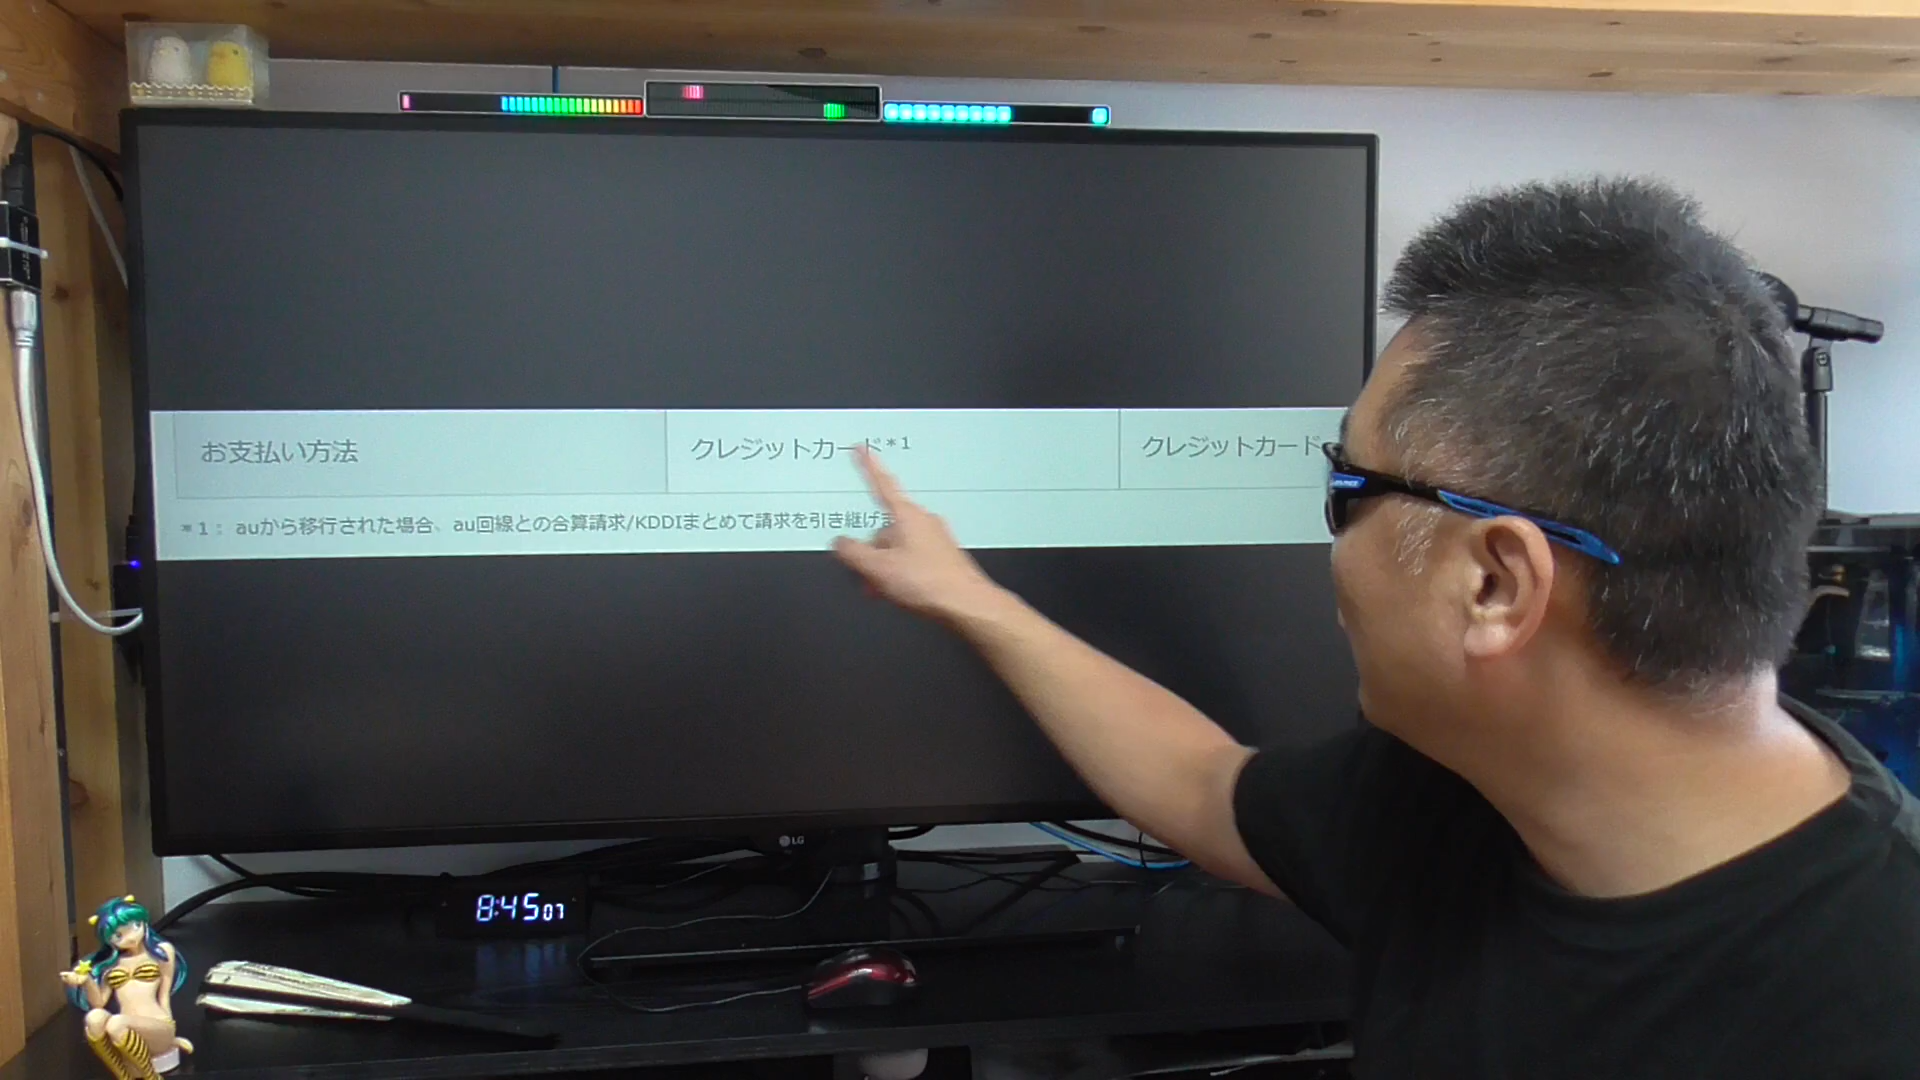 お支払い方法
クレジットカード*1
クレジットカード
*1： auから移行された場合、au回線との合算請求/KDDIまとめて請求を引き継げま
LG
8:45 07